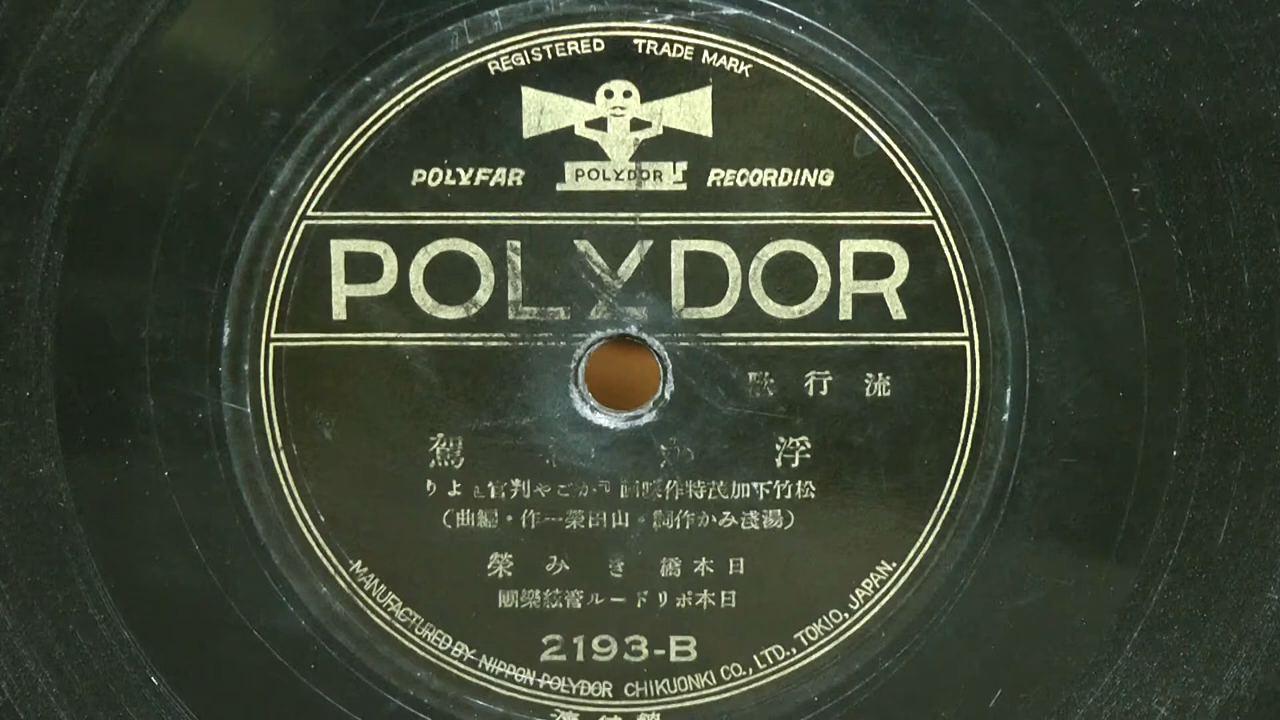 REGISTERED TRADE MARK
POLYFAR POLYDOR RECORDING
POLYDOR
流行歌
浮 駕
松竹下加茂特作映画『かごや判官』より
(湯淺みか作詞・山田榮一作・編曲)
日本橋きみ榮
日本ポリドール管絃樂團
2193-B
MANUFACTURED BY NIPPON POLYDOR CHIKUONKI CO., LTD., TOKIO, JAPAN.